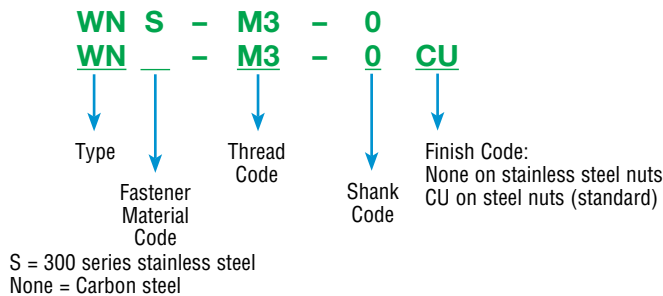 WN S – M3 – 0
WN _ – M3 – 0 CU
Type
Fastener
Material
Code
Thread
Code
Shank
Code
Finish Code:
None on stainless steel nuts
CU on steel nuts (standard)
S = 300 series stainless steel
None = Carbon steel